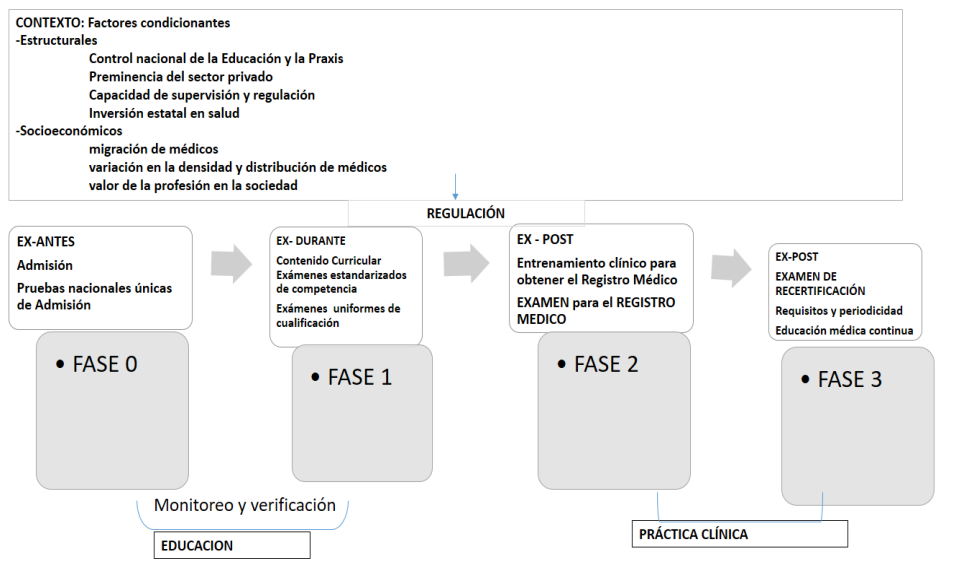 CONTEXTO: Factores condicionantes
-Estructurales
Control nacional de la Educación y la Praxis
Preminencia del sector privado
Capacidad de supervisión y regulación
Inversión estatal en salud
-Socioeconómicos
migración de médicos
variación en la densidad y distribución de médicos
valor de la profesión en la sociedad
REGULACIÓN
EX-ANTES
Admisión
Pruebas nacionales únicas
de Admisión
• FASE 0
EX- DURANTE
Contenido Curricular
Exámenes estandarizados
de competencia
Exámenes uniformes de
cualificación
• FASE 1
EX - POST
Entrenamiento clínico para
obtener el Registro Médico
EXAMEN para el REGISTRO
MEDICO
• FASE 2
EX-POST
EXAMEN DE
RECERTIFICACIÓN
Requisitos y periodicidad
Educación médica continua
• FASE 3
Monitoreo y verificación
EDUCACION
PRÁCTICA CLÍNICA